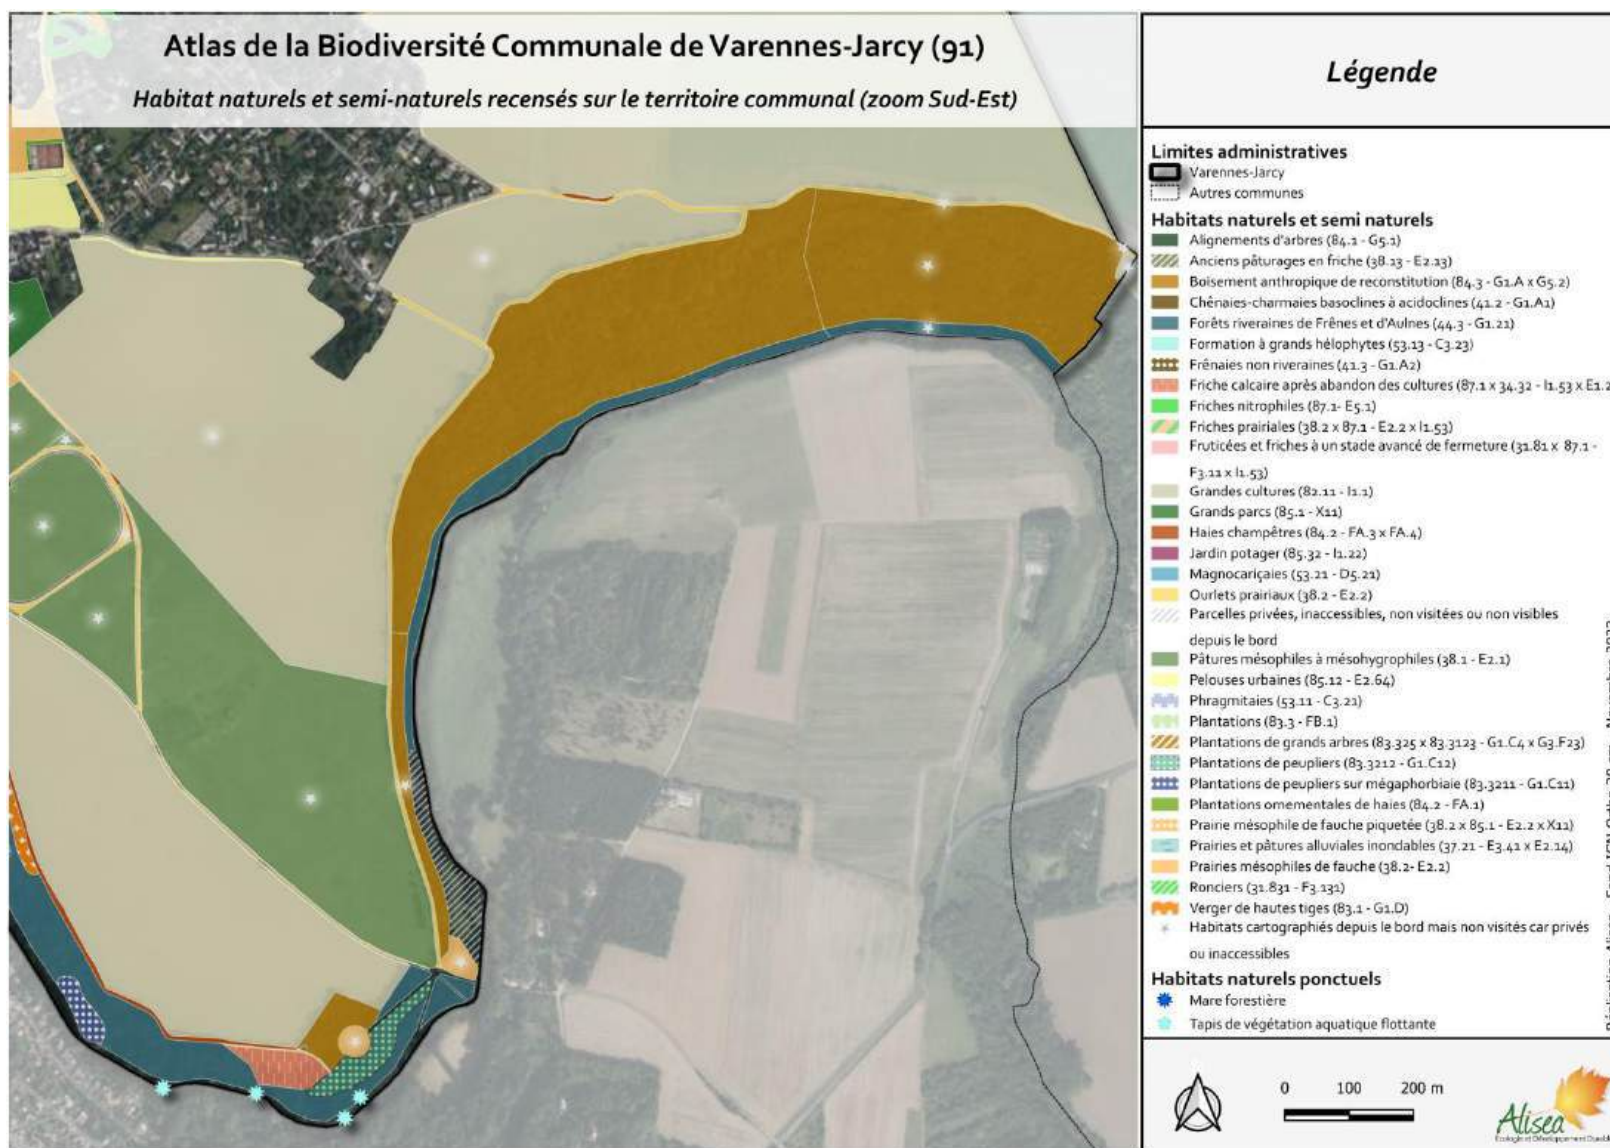 Atlas de la Biodiversité Communale de Varennes-Jarcy (91)
Habitat naturels et semi-naturels recensés sur le territoire communal (zoom Sud-Est)
Légende
Limites administratives
Varennes-Jarcy
Autres communes
Habitats naturels et semi naturels
Alignements d'arbres (84.1 - G5.1)
Anciens pâturages en friche (38.13 - E2.13)
Boisement anthropique de reconstitution (84.3 - G1.A x G5.2)
Chênaies-charmaies basoclines à acidoclines (41.2 - G1.A1)
Forêts riveraines de Frênes et d'Aulnes (44.3 - G1.21)
Formation à grands hélophytes (53.13 - C3.23)
Frênaies non riveraines (41.3 - G1.A2)
Friche calcaire après abandon des cultures (87.1 x 34.32 - I1.53 x E1.2
Friches nitrophiles (87.1- E5.1)
Friches prairiales (38.2 x 87.1 - E2.2 x I1.53)
Fruticées et friches à un stade avancé de fermeture (31.81 x 87.1 -
F3.11 x I1.53)
Grandes cultures (82.11 - I1.1)
Grands parcs (85.1 - X11)
Haies champêtres (84.2 - FA.3 x FA.4)
Jardin potager (85.32 - I1.22)
Magnocariçaies (53.21 - D5.21)
Ourlets prairiaux (38.2 - E2.2)
Parcelles privées, inaccessibles, non visitées ou non visibles
depuis le bord
Pâtures mésophiles à mésohygrophiles (38.1 - E2.1)
Pelouses urbaines (85.12 - E2.64)
Phragmitaies (53.11 - C3.21)
Plantations (83.3 - FB.1)
Plantations de grands arbres (83.325 x 83.3123 - G1.C4 x G3.F23)
Plantations de peupliers (83.3212 - G1.C12)
Plantations de peupliers sur mégaphorbiaie (83.3211 - G1.C11)
Plantations ornementales de haies (84.2 - FA.1)
Prairie mésophile de fauche piquetée (38.2 x 85.1 - E2.2 x X11)
Prairies et pâtures alluviales inondables (37.21 - E3.41 x E2.14)
Prairies mésophiles de fauche (38.2- E2.2)
Ronciers (31.831 - F3.131)
Verger de hautes tiges (83.1 - G1.D)
Habitats cartographiés depuis le bord mais non visités car privés
ou inaccessibles
Habitats naturels ponctuels
Mare forestière
Tapis de végétation aquatique flottante
0 100 200 m
Alisea